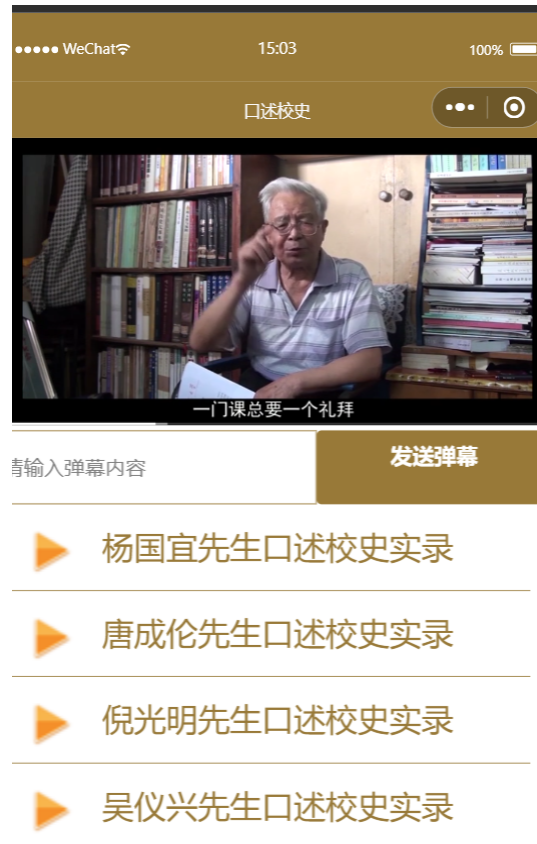 WeChat 15:03 100%
口述校史
一门课总要一个礼拜
请输入弹幕内容 发送弹幕
杨国宜先生口述校史实录
唐成伦先生口述校史实录
倪光明先生口述校史实录
吴仪兴先生口述校史实录